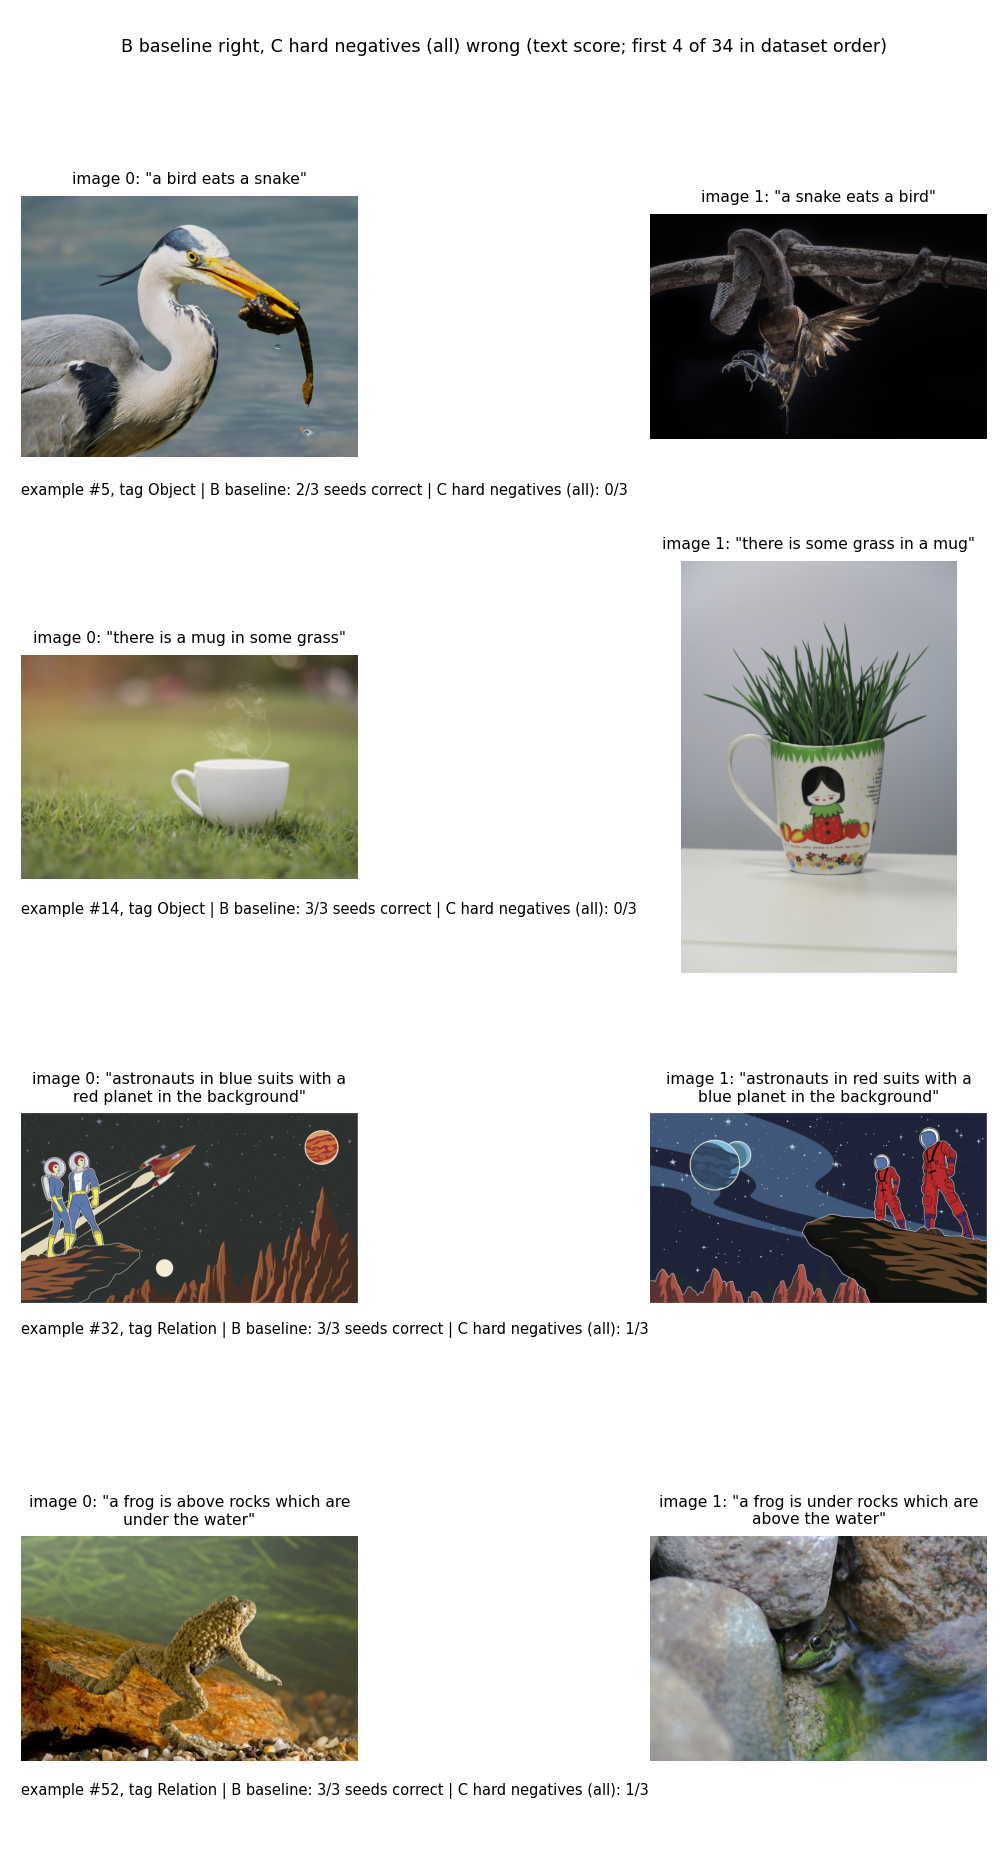 B baseline right, C hard negatives (all) wrong (text score; first 4 of 34 in dataset order)
image 0: "a bird eats a snake"
image 1: "a snake eats a bird"
example #5, tag Object | B baseline: 2/3 seeds correct | C hard negatives (all): 0/3
image 0: "there is a mug in some grass"
image 1: "there is some grass in a mug"
example #14, tag Object | B baseline: 3/3 seeds correct | C hard negatives (all): 0/3
image 0: "astronauts in blue suits with a
red planet in the background"
image 1: "astronauts in red suits with a
blue planet in the background"
example #32, tag Relation | B baseline: 3/3 seeds correct | C hard negatives (all): 1/3
image 0: "a frog is above rocks which are
under the water"
image 1: "a frog is under rocks which are
above the water"
example #52, tag Relation | B baseline: 3/3 seeds correct | C hard negatives (all): 1/3